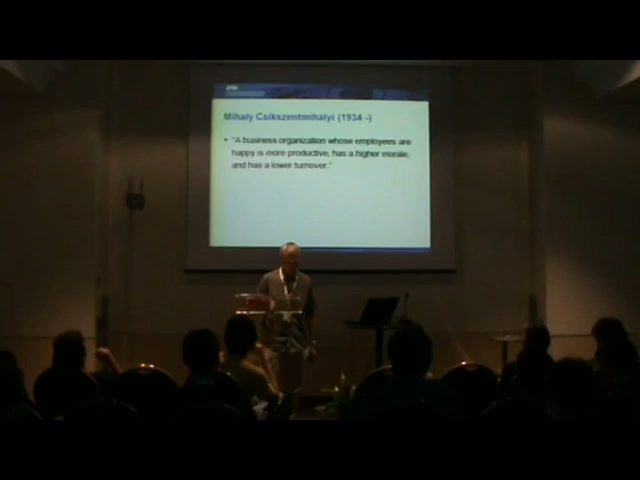 Mihaly Csikszentmihalyi (1934 -)
• "A business organization whose employees are
happy is more productive, has a higher morale,
and has a lower turnover."